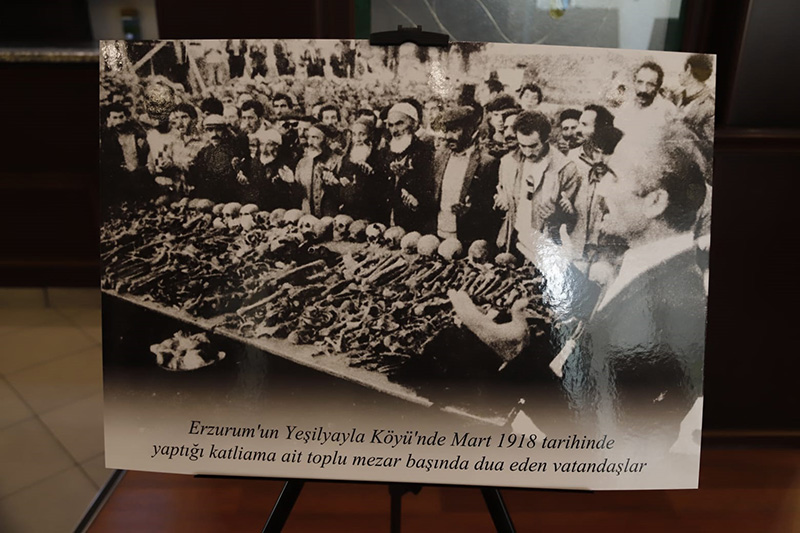 Erzurum'un Yeşilyayla Köyü'nde Mart 1918 tarihinde
yaptığı katliama ait toplu mezar başında dua eden vatandaşlar